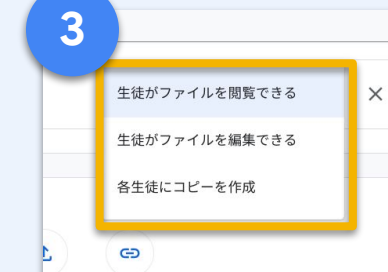 3
生徒がファイルを閲覧できる
生徒がファイルを編集できる
各生徒にコピーを作成